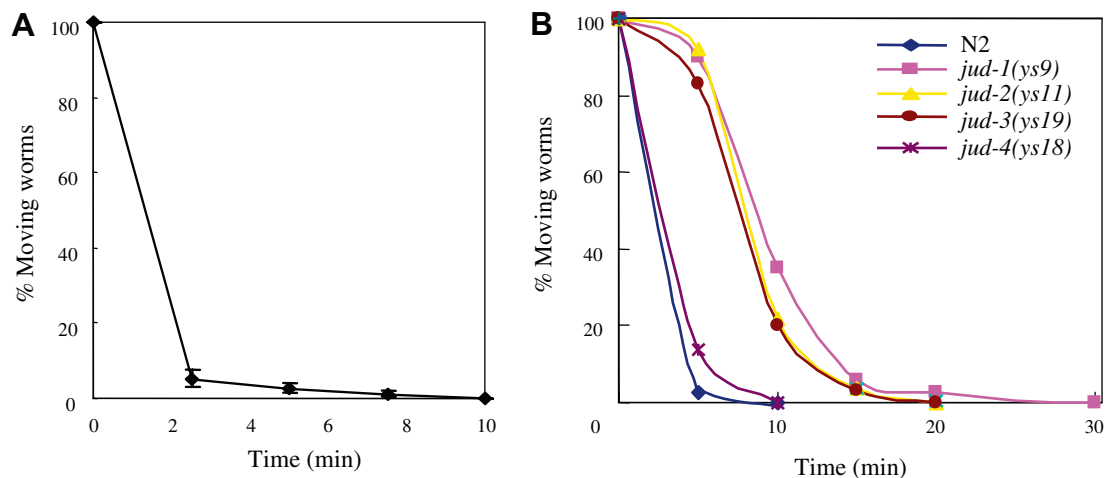 A
100
80
60
40
20
0
% Moving worms
0 2 4 6 8 10
Time (min)
B
100
80
60
40
20
0 10 20 30
% Moving worms
Time (min)
N2
jud-1(ys9)
jud-2(ys11)
jud-3(ys19)
jud-4(ys18)